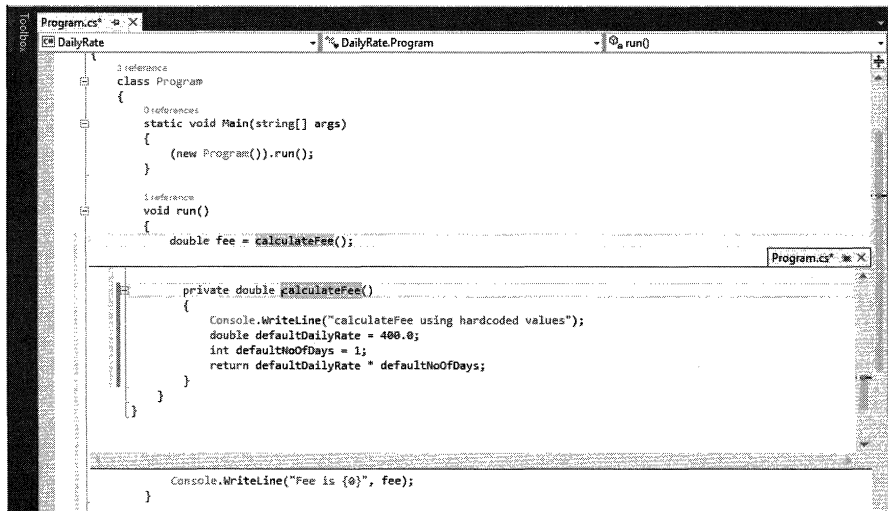 Toolbox
Program.cs*
C# DailyRate
DailyRate.Program
run()
{
1 reference
class Program
{
0 references
static void Main(string[] args)
{
(new Program()).run();
}
1 reference
void run()
{
double fee = calculateFee();
Program.cs*
private double calculateFee()
{
Console.WriteLine("calculateFee using hardcoded values");
double defaultDailyRate = 400.0;
int defaultNoOfDays = 1;
return defaultDailyRate * defaultNoOfDays;
}
}
}
Console.WriteLine("Fee is {0}", fee);
}